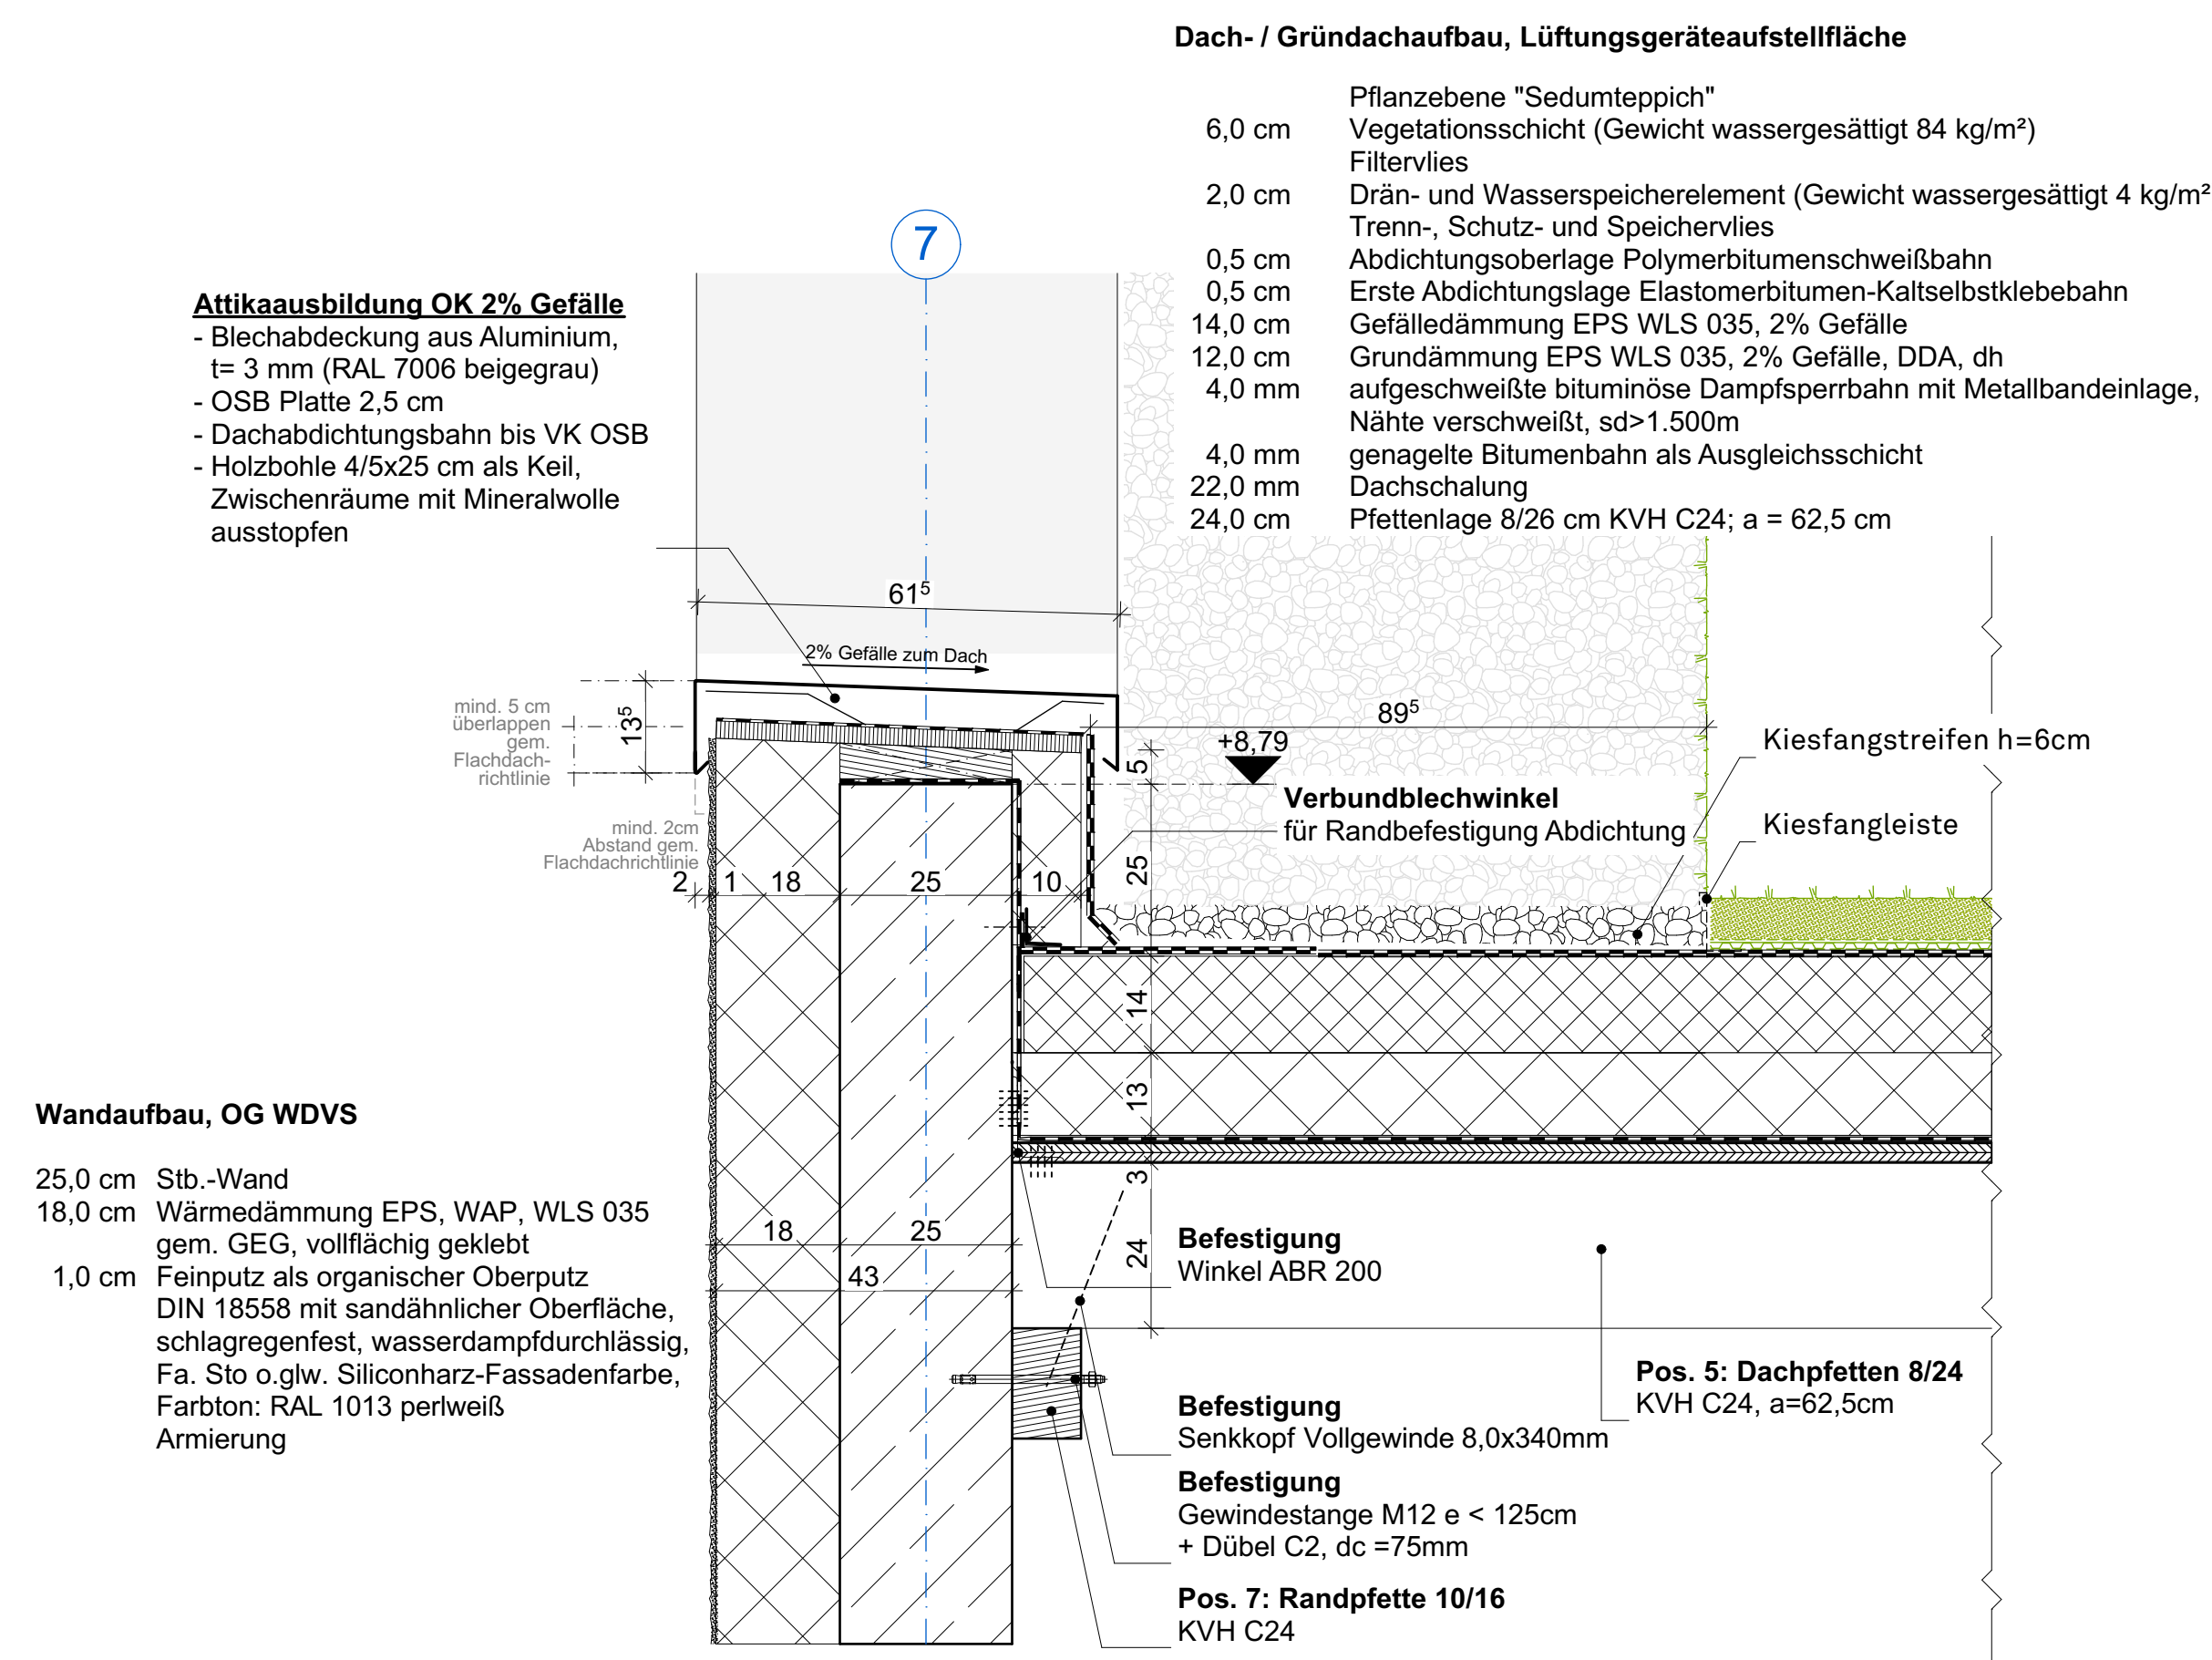 Dach- / Gründachaufbau, Lüftungsgeräteaufstellfläche
Pflanzebene "Sedumteppich"
6,0 cm Vegetationsschicht (Gewicht wassergesättigt 84 kg/m²)
Filtervlies
2,0 cm Drän- und Wasserspeicherelement (Gewicht wassergesättigt 4 kg/m²
Trenn-, Schutz- und Speichervlies
0,5 cm Abdichtungsoberlage Polymerbitumenschweißbahn
0,5 cm Erste Abdichtungslage Elastomerbitumen-Kaltselbstklebebahn
14,0 cm Gefälledämmung EPS WLS 035, 2% Gefälle
12,0 cm Grundämmung EPS WLS 035, 2% Gefälle, DDA, dh
4,0 mm aufgeschweißte bituminöse Dampfsperrbahn mit Metallbandeinlage,
Nähte verschweißt, sd>1.500m
4,0 mm genagelte Bitumenbahn als Ausgleichsschicht
22,0 mm Dachschalung
24,0 cm Pfettenlage 8/26 cm KVH C24; a = 62,5 cm
7
Attikaausbildung OK 2% Gefälle
- Blechabdeckung aus Aluminium,
t= 3 mm (RAL 7006 beigegrau)
- OSB Platte 2,5 cm
- Dachabdichtungsbahn bis VK OSB
- Holzbohle 4/5x25 cm als Keil,
Zwischenräume mit Mineralwolle
ausstopfen
61⁵
2% Gefälle zum Dach
mind. 5 cm
überlappen
gem.
Flachdach-
richtlinie
13⁵
89⁵
+8,79
5
Kiesfangstreifen h=6cm
Verbundblechwinkel
für Randbefestigung Abdichtung
Kiesfangleiste
mind. 2cm
Abstand gem.
Flachdachrichtlinie
2 1 18 25 10
25
14
13
3
24
Wandaufbau, OG WDVS
25,0 cm Stb.-Wand
18,0 cm Wärmedämmung EPS, WAP, WLS 035
gem. GEG, vollflächig geklebt
1,0 cm Feinputz als organischer Oberputz
DIN 18558 mit sandähnlicher Oberfläche,
schlagregenfest, wasserdampfdurchlässig,
Fa. Sto o.glw. Siliconharz-Fassadenfarbe,
Farbton: RAL 1013 perlweiß
Armierung
18 25
43
Befestigung
Winkel ABR 200
Pos. 5: Dachpfetten 8/24
KVH C24, a=62,5cm
Befestigung
Senkkopf Vollgewinde 8,0x340mm
Befestigung
Gewindestange M12 e < 125cm
+ Dübel C2, dc =75mm
Pos. 7: Randpfette 10/16
KVH C24